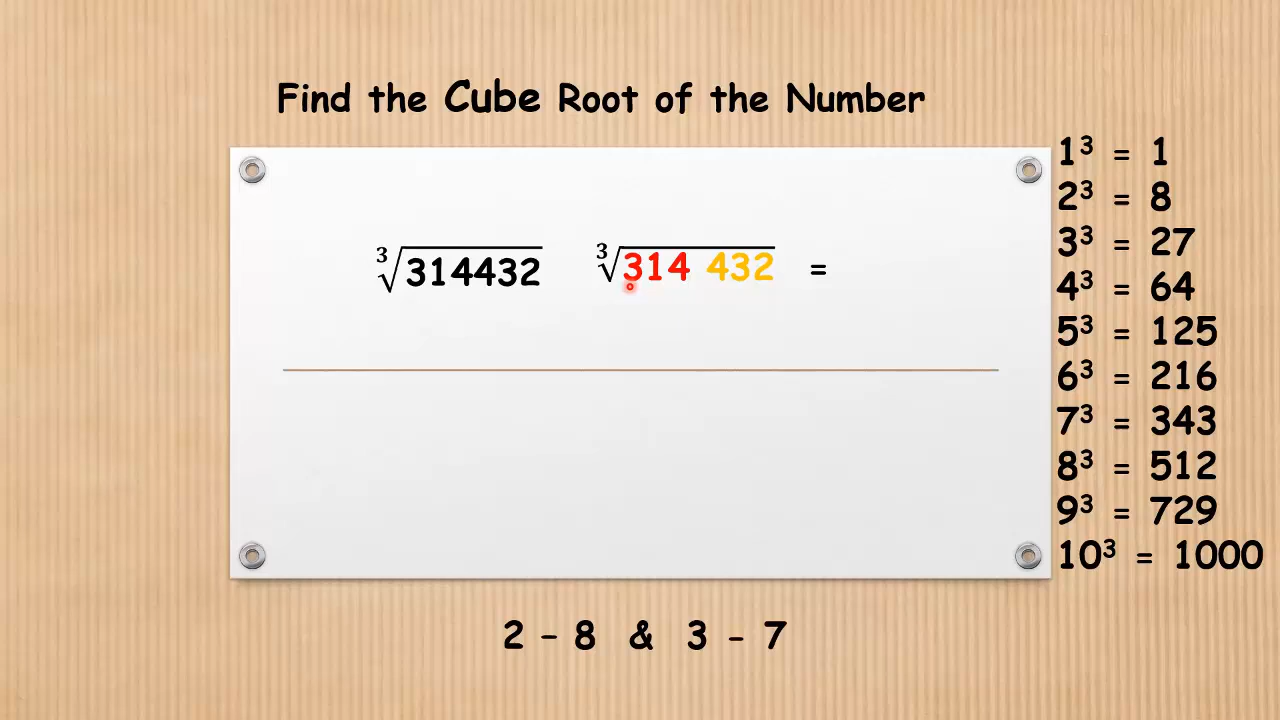 Find the Cube Root of the Number
∛314432 ∛314 432 =
1³ = 1
2³ = 8
3³ = 27
4³ = 64
5³ = 125
6³ = 216
7³ = 343
8³ = 512
9³ = 729
10³ = 1000
2 - 8 & 3 - 7